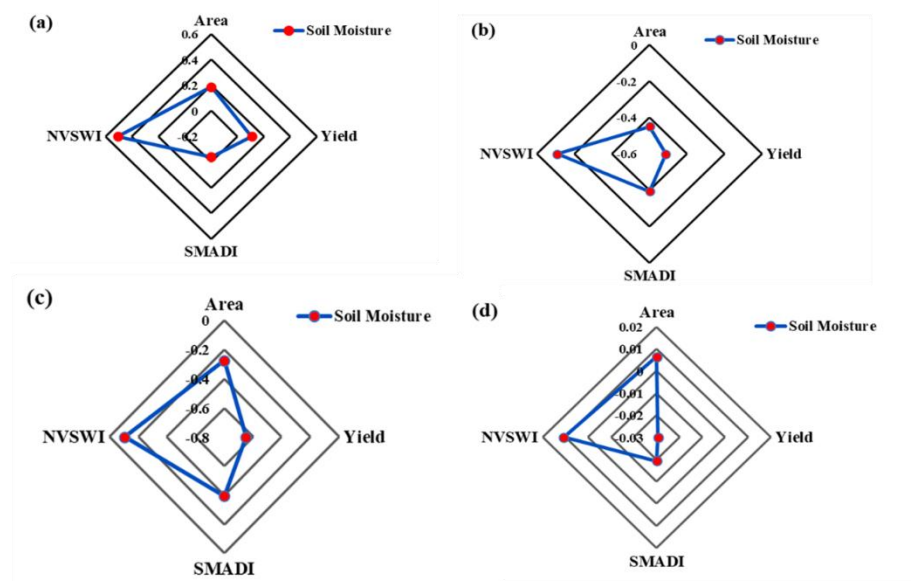 (a)
Area
Soil Moisture
0.6
0.4
0.2
0
-0.2
NVSWI
Yield
SMADI
(b)
Area
Soil Moisture
0
-0.2
-0.4
-0.6
NVSWI
Yield
SMADI
(c)
Area
Soil Moisture
0
-0.2
-0.4
-0.6
-0.8
NVSWI
Yield
SMADI
(d)
Area
Soil Moisture
0.02
0.01
0
-0.01
-0.02
-0.03
NVSWI
Yield
SMADI